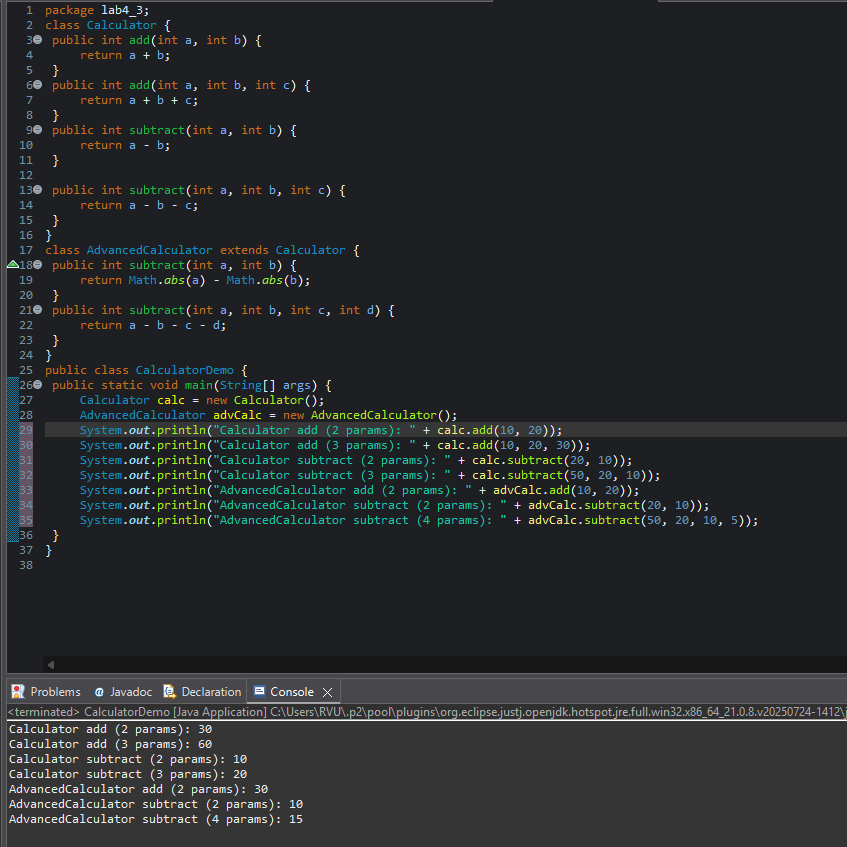 1 package lab4_3;
2 class Calculator {
3 public int add(int a, int b) {
4 return a + b;
5 }
6 public int add(int a, int b, int c) {
7 return a + b + c;
8 }
9 public int subtract(int a, int b) {
10 return a - b;
11 }
12
13 public int subtract(int a, int b, int c) {
14 return a - b - c;
15 }
16 }
17 class AdvancedCalculator extends Calculator {
18 public int subtract(int a, int b) {
19 return Math.abs(a) - Math.abs(b);
20 }
21 public int subtract(int a, int b, int c, int d) {
22 return a - b - c - d;
23 }
24 }
25 public class CalculatorDemo {
26 public static void main(String[] args) {
27 Calculator calc = new Calculator();
28 AdvancedCalculator advCalc = new AdvancedCalculator();
29 System.out.println("Calculator add (2 params): " + calc.add(10, 20));
30 System.out.println("Calculator add (3 params): " + calc.add(10, 20, 30));
31 System.out.println("Calculator subtract (2 params): " + calc.subtract(20, 10));
32 System.out.println("Calculator subtract (3 params): " + calc.subtract(50, 20, 10));
33 System.out.println("AdvancedCalculator add (2 params): " + advCalc.add(10, 20));
34 System.out.println("AdvancedCalculator subtract (2 params): " + advCalc.subtract(20, 10));
35 System.out.println("AdvancedCalculator subtract (4 params): " + advCalc.subtract(50, 20, 10, 5));
36 }
37 }
38
Problems @ Javadoc Declaration Console
<terminated> CalculatorDemo [Java Application] C:\Users\RVU\.p2\pool\plugins\org.eclipse.justj.openjdk.hotspot.jre.full.win32.x86_64_21.0.8.v20250724-1412\j
Calculator add (2 params): 30
Calculator add (3 params): 60
Calculator subtract (2 params): 10
Calculator subtract (3 params): 20
AdvancedCalculator add (2 params): 30
AdvancedCalculator subtract (2 params): 10
AdvancedCalculator subtract (4 params): 15